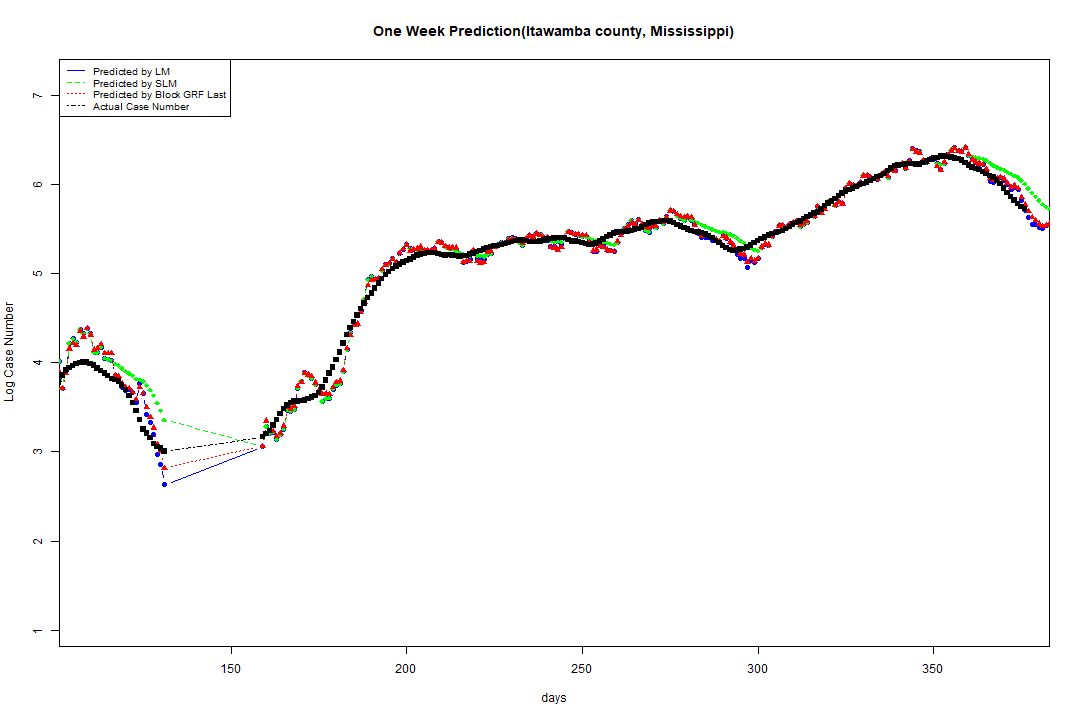 One Week Prediction(Itawamba county, Mississippi)
Predicted by LM
Predicted by SLM
Predicted by Block GRF Last
Actual Case Number
7
6
5
4
3
2
1
Log Case Number
150 200 250 300 350
days